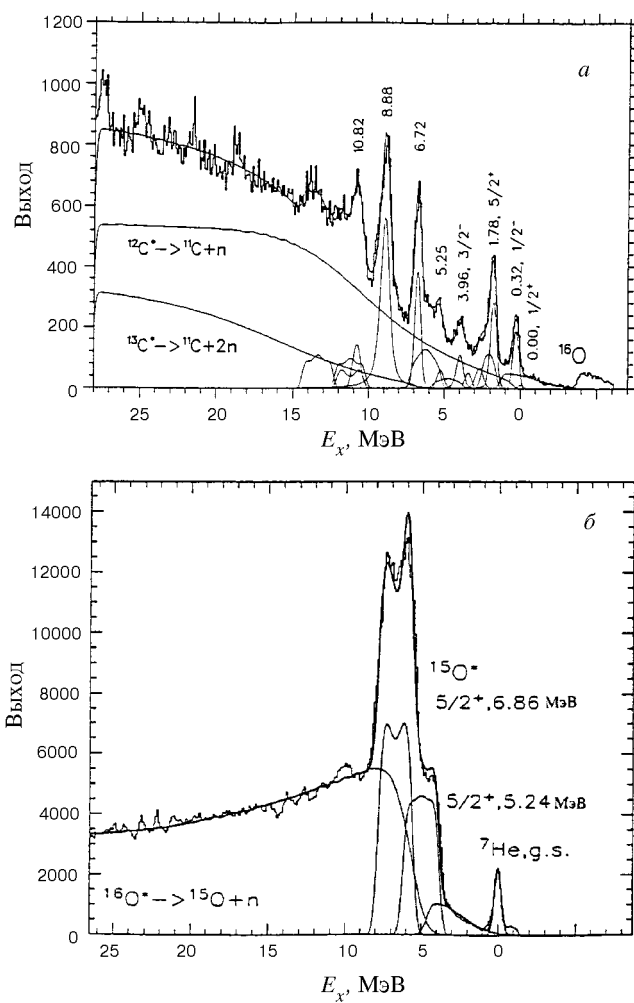 1200
1000
800
600
400
200
0
Выход
а
10.82
8.88
6.72
5.25
3.96, 3/2⁻
1.78, 5/2⁺
0.32, 1/2⁻
0.00, 1/2⁺
¹²C*->¹¹C+n
¹³C*->¹¹C+2n
¹⁶O
25 20 15 10 5 0
Eₓ, МэВ
14000
12000
10000
8000
6000
4000
2000
0
Выход
б
¹⁵O*
5/2+,6.86 МэВ
5/2+,5.24 МэВ
⁷He,g.s.
¹⁶O*->¹⁵O+n
25 20 15 10 5 0
Eₓ, МэВ